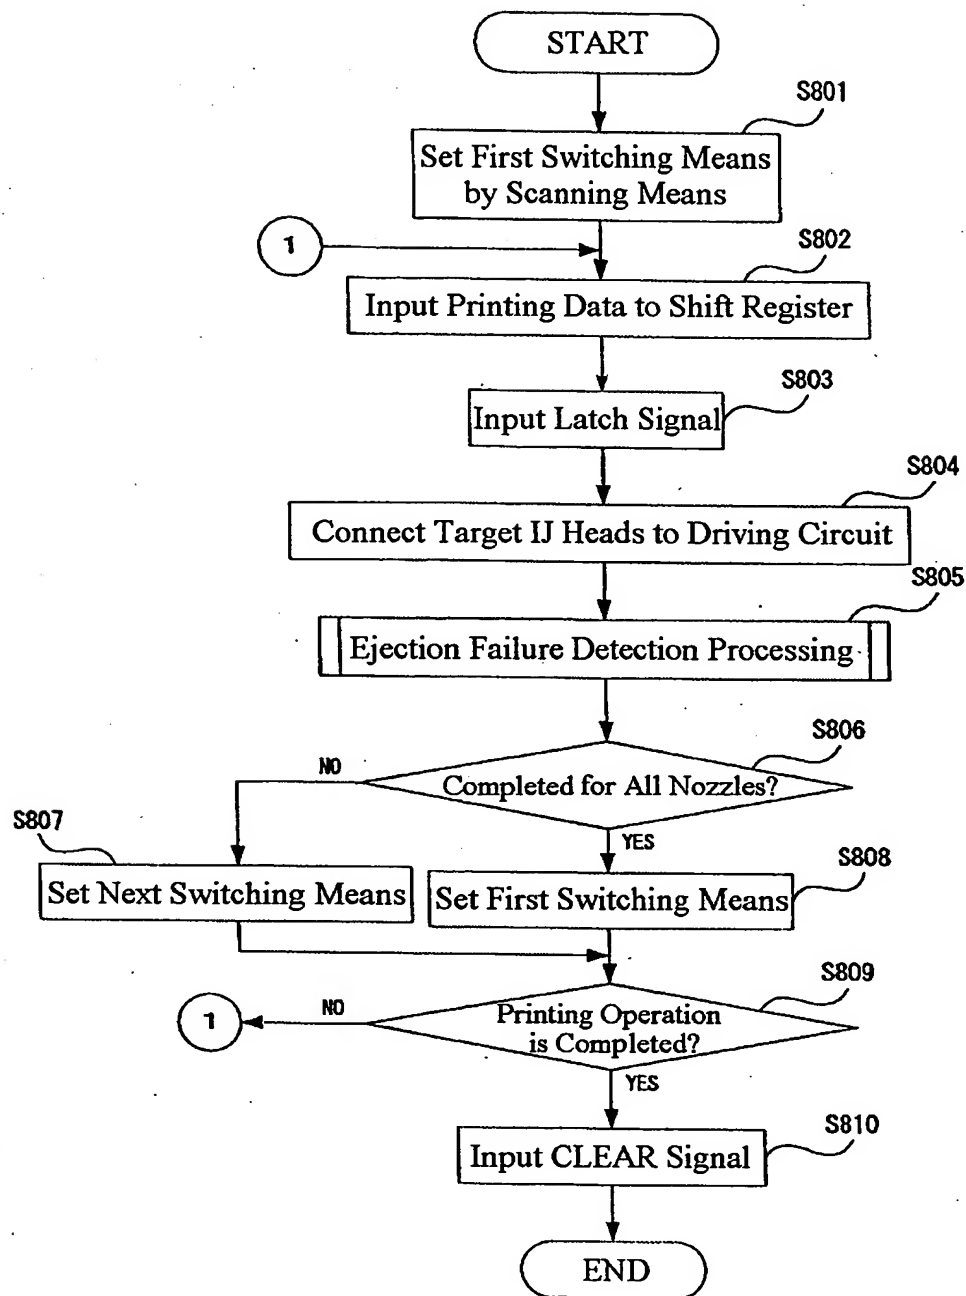 START
S801
Set First Switching Means
by Scanning Means
1
S802
Input Printing Data to Shift Register
S803
Input Latch Signal
S804
Connect Target IJ Heads to Driving Circuit
S805
Ejection Failure Detection Processing
S806
NO
Completed for All Nozzles?
YES
S807
S808
Set Next Switching Means
Set First Switching Means
S809
1
NO
Printing Operation
is Completed?
YES
S810
Input CLEAR Signal
END